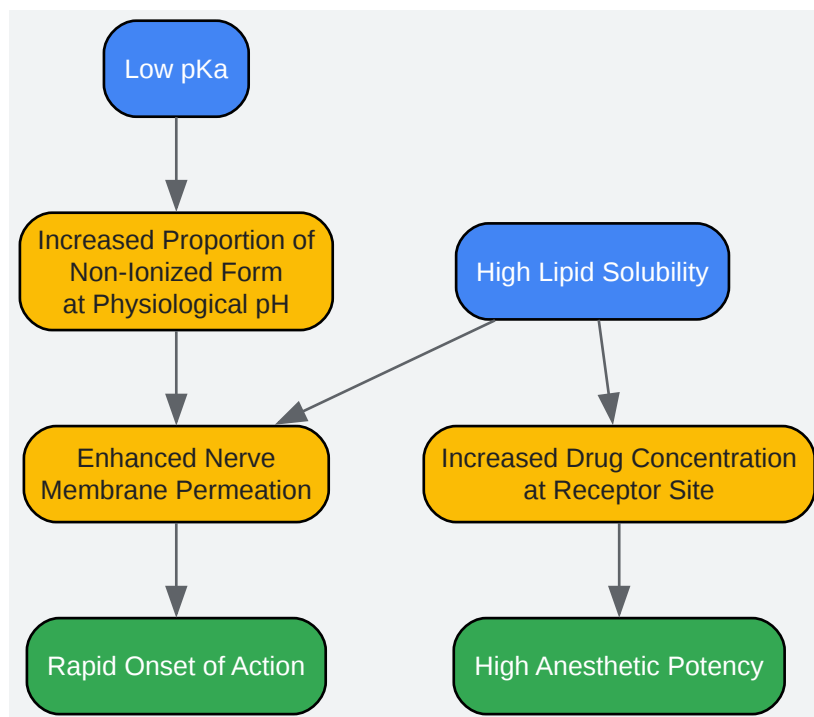 Low pKa
Increased Proportion of
Non-Ionized Form
at Physiological pH
High Lipid Solubility
Enhanced Nerve
Membrane Permeation
Increased Drug Concentration
at Receptor Site
Rapid Onset of Action
High Anesthetic Potency